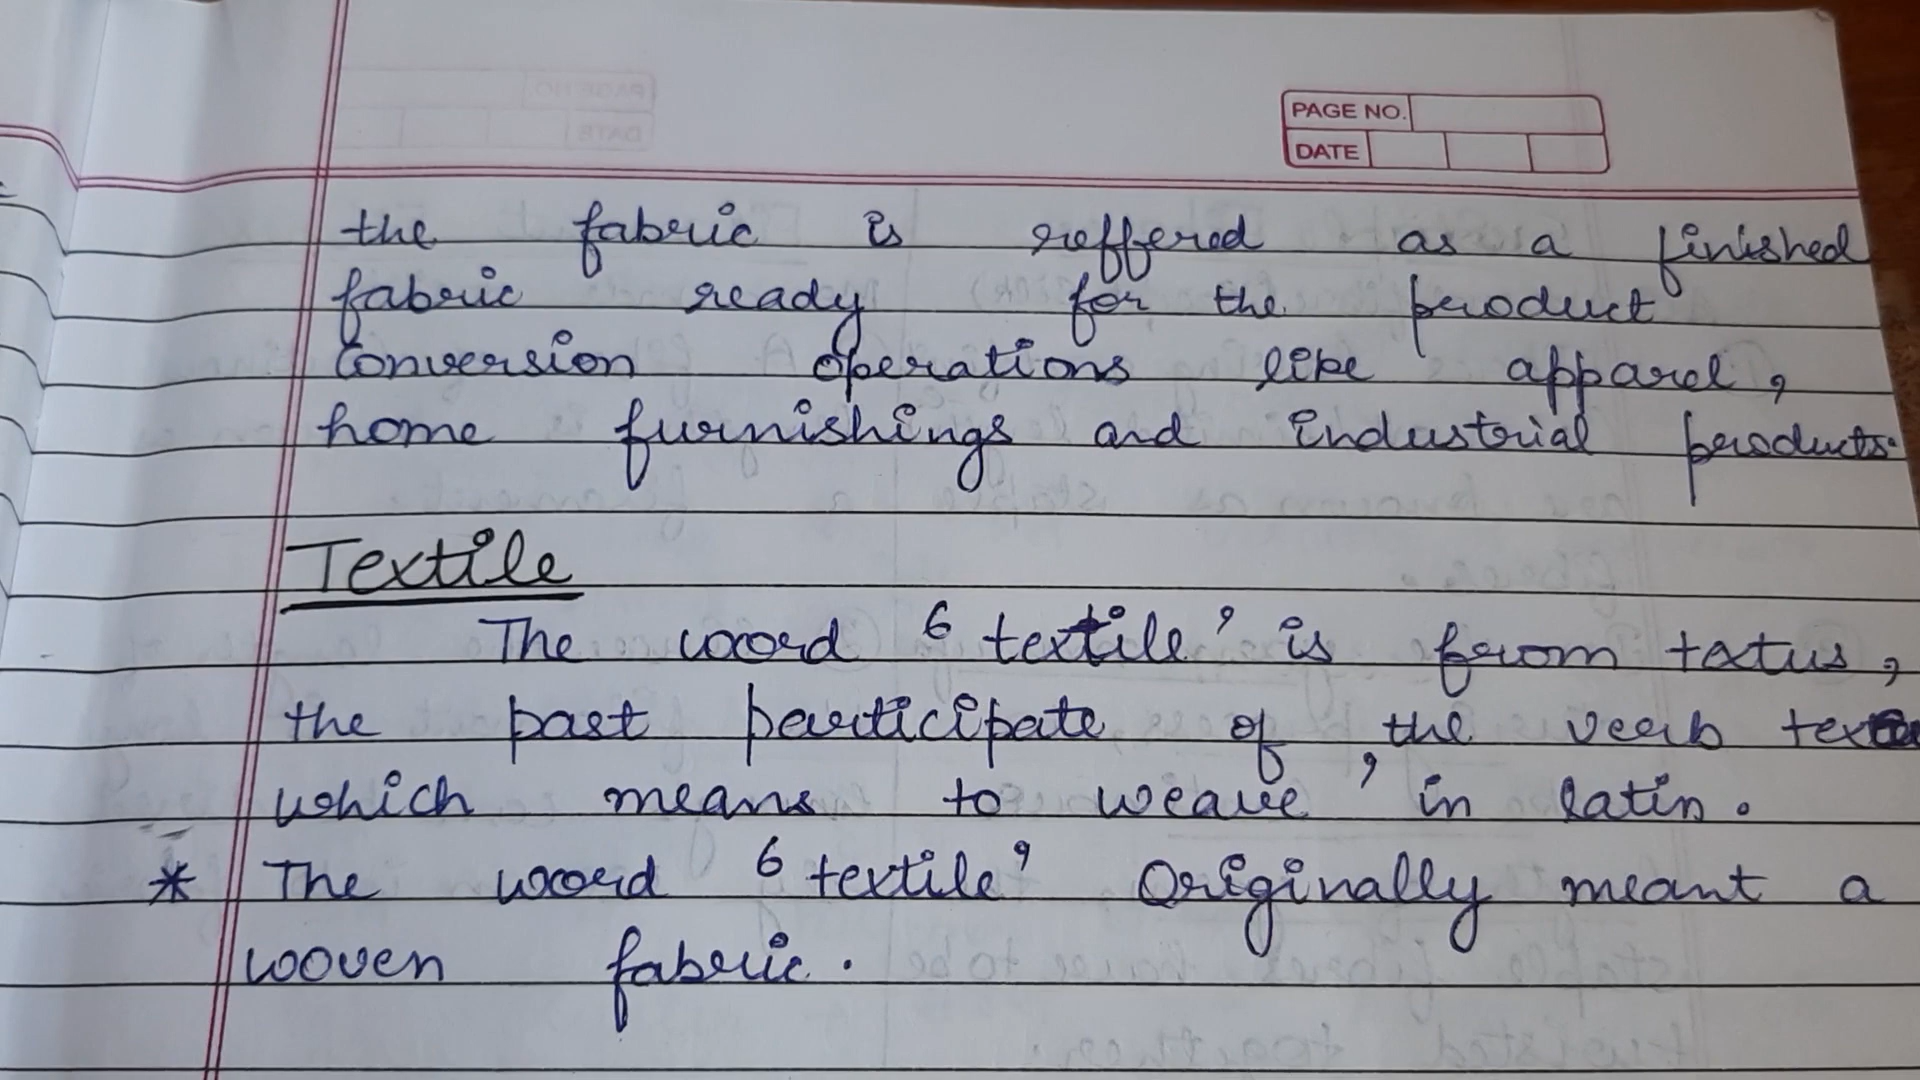 PAGE NO.
DATE
the fabric is reffered as a finished
fabric ready for the product
Conversion operations like apparel,
home furnishings and industrial products.
Textile
The word 'textile' is from tatus,
the past participate of the verb
which means to weave' in latin.
* The word 'textile' Originally meant a
woven fabric.